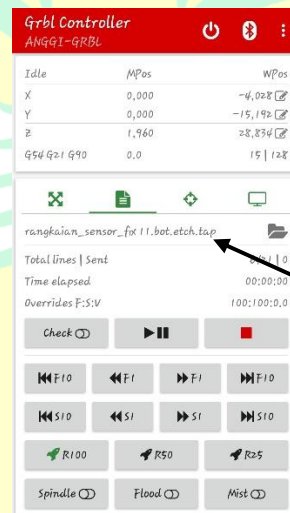 Grbl Controller
ANGGI-GRBL
Idle MPos WPos
X 0,000 -4,028
Y 0,000 -15,192
Z 1,960 28,834
G54 G21 G90 0.0 15 | 128
rangkaian_sensor_fix 11.bot.etch.tap
Total lines | Sent | 0
Time elapsed 00:00:00
Overrides F:S:V 100:100:0,0
Check
F10 F1 F1 F10
S10 S1 S1 S10
R100 R50 R25
Spindle Flood Mist